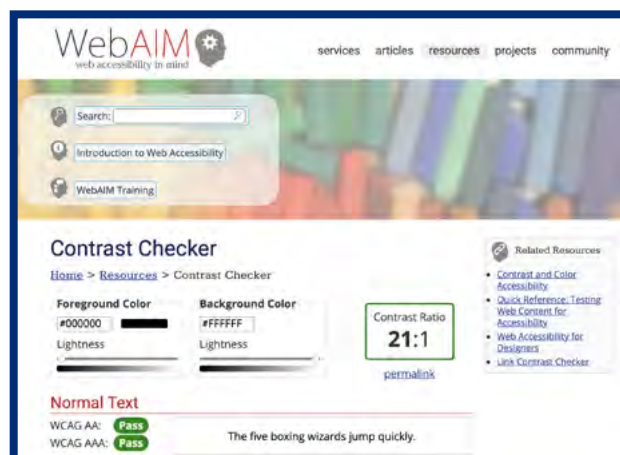 WebAIM
web accessibility in mind
services articles resources projects community
Search:
Introduction to Web Accessibility
WebAIM Training
Contrast Checker
Home > Resources > Contrast Checker
Foreground Color
#000000
Lightness
Background Color
#FFFFFF
Lightness
Contrast Ratio
21:1
permalink
Related Resources
Contrast and Color
Accessibility
Quick Reference: Testing
Web Content for
Accessibility
Web Accessibility for
Designers
Link Contrast Checker
Normal Text
WCAG AA: Pass
WCAG AAA: Pass
The five boxing wizards jump quickly.